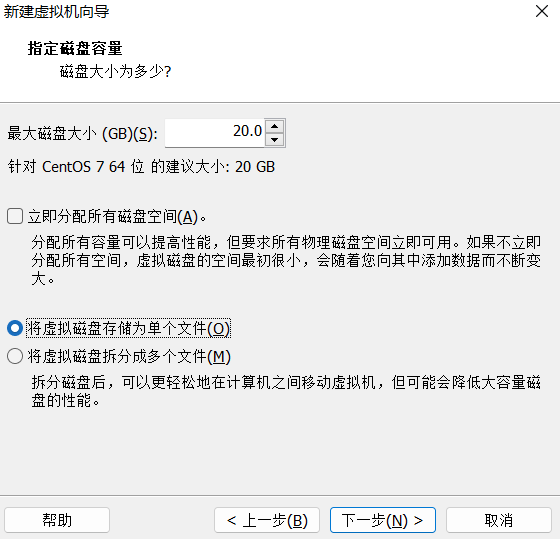 新建虚拟机向导
指定磁盘容量
磁盘大小为多少?
最大磁盘大小 (GB)(S): 20.0
针对 CentOS 7 64 位 的建议大小: 20 GB
立即分配所有磁盘空间(A)。
分配所有容量可以提高性能，但要求所有物理磁盘空间立即可用。如果不立即
分配所有空间，虚拟磁盘的空间最初很小，会随着您向其中添加数据而不断变
大。
将虚拟磁盘存储为单个文件(O)
将虚拟磁盘拆分成多个文件(M)
拆分磁盘后，可以更轻松地在计算机之间移动虚拟机，但可能会降低大容量磁
盘的性能。
帮助 < 上一步(B) 下一步(N) > 取消